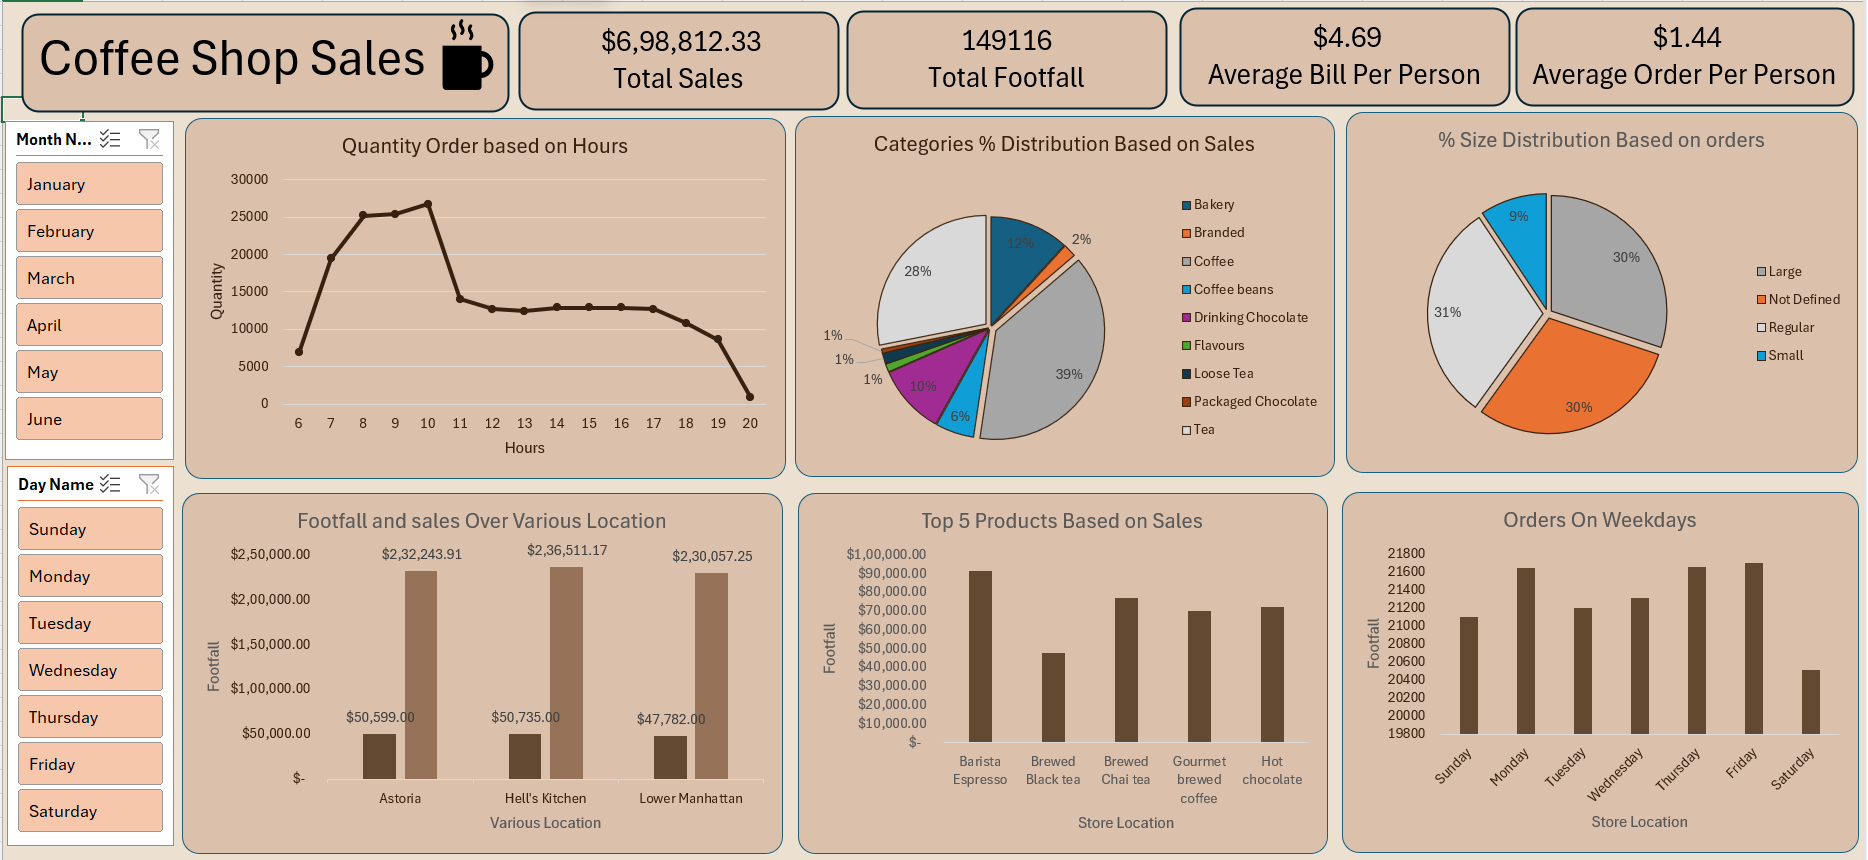 Coffee Shop Sales
$6,98,812.33
Total Sales
149116
Total Footfall
$4.69
Average Bill Per Person
$1.44
Average Order Per Person
Month N...
January
February
March
April
May
June
Day Name
Sunday
Monday
Tuesday
Wednesday
Thursday
Friday
Saturday
Quantity Order based on Hours
Quantity
30000
25000
20000
15000
10000
5000
0
6 7 8 9 10 11 12 13 14 15 16 17 18 19 20
Hours
Categories % Distribution Based on Sales
12%
2%
39%
6%
10%
1%
1%
1%
28%
Bakery
Branded
Coffee
Coffee beans
Drinking Chocolate
Flavours
Loose Tea
Packaged Chocolate
Tea
% Size Distribution Based on orders
30%
30%
31%
9%
Large
Not Defined
Regular
Small
Footfall and sales Over Various Location
Footfall
$2,50,000.00
$2,00,000.00
$1,50,000.00
$1,00,000.00
$50,000.00
$-
$2,32,243.91
$2,36,511.17
$2,30,057.25
$50,599.00
$50,735.00
$47,782.00
Astoria
Hell's Kitchen
Lower Manhattan
Various Location
Top 5 Products Based on Sales
Footfall
$1,00,000.00
$90,000.00
$80,000.00
$70,000.00
$60,000.00
$50,000.00
$40,000.00
$30,000.00
$20,000.00
$10,000.00
$-
Barista
Espresso
Brewed
Black tea
Brewed
Chai tea
Gourmet
brewed
coffee
Hot
chocolate
Store Location
Orders On Weekdays
Footfall
21800
21600
21400
21200
21000
20800
20600
20400
20200
20000
19800
Sunday
Monday
Tuesday
Wednesday
Thursday
Friday
Saturday
Store Location